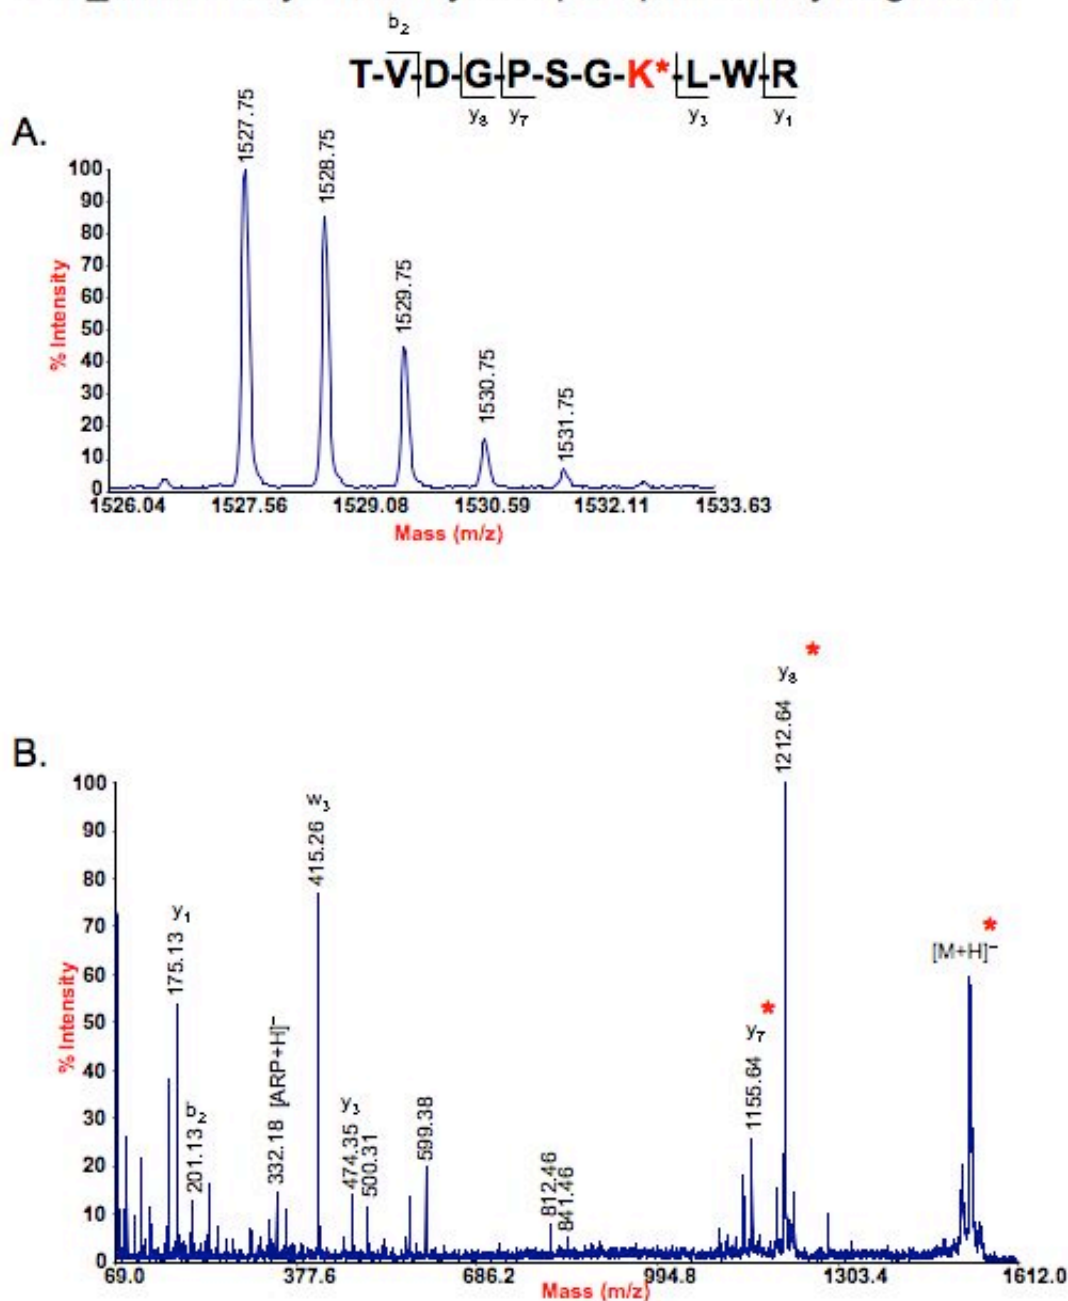 b2
T-V-D-G-P-S-G-K*-L-W-R
y8 y7 y3 y1
A.
1527.75
1528.75
1529.75
1530.75
1531.75
% Intensity
100
90
80
70
60
50
40
30
20
10
0
1526.04 1527.56 1529.08 1530.59 1532.11 1533.63
Mass (m/z)
B.
% Intensity
100
90
80
70
60
50
40
30
20
10
0
y1
175.13
b2
201.13
332.18 [ARP+H]⁻
w3
415.26
y3
474.35
500.31
599.38
812.46
841.46
y7 *
1155.64
y8 *
1212.64
[M+H]⁻ *
69.0 377.6 686.2 994.8 1303.4 1612.0
Mass (m/z)